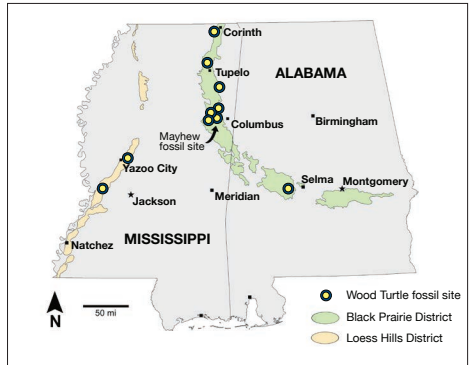 Corinth
Tupelo
ALABAMA
Columbus
Birmingham
Mayhew
fossil site
Yazoo City
Selma
Montgomery
Jackson
Meridian
MISSISSIPPI
Natchez
N
50 mi
Wood Turtle fossil site
Black Prairie District
Loess Hills District